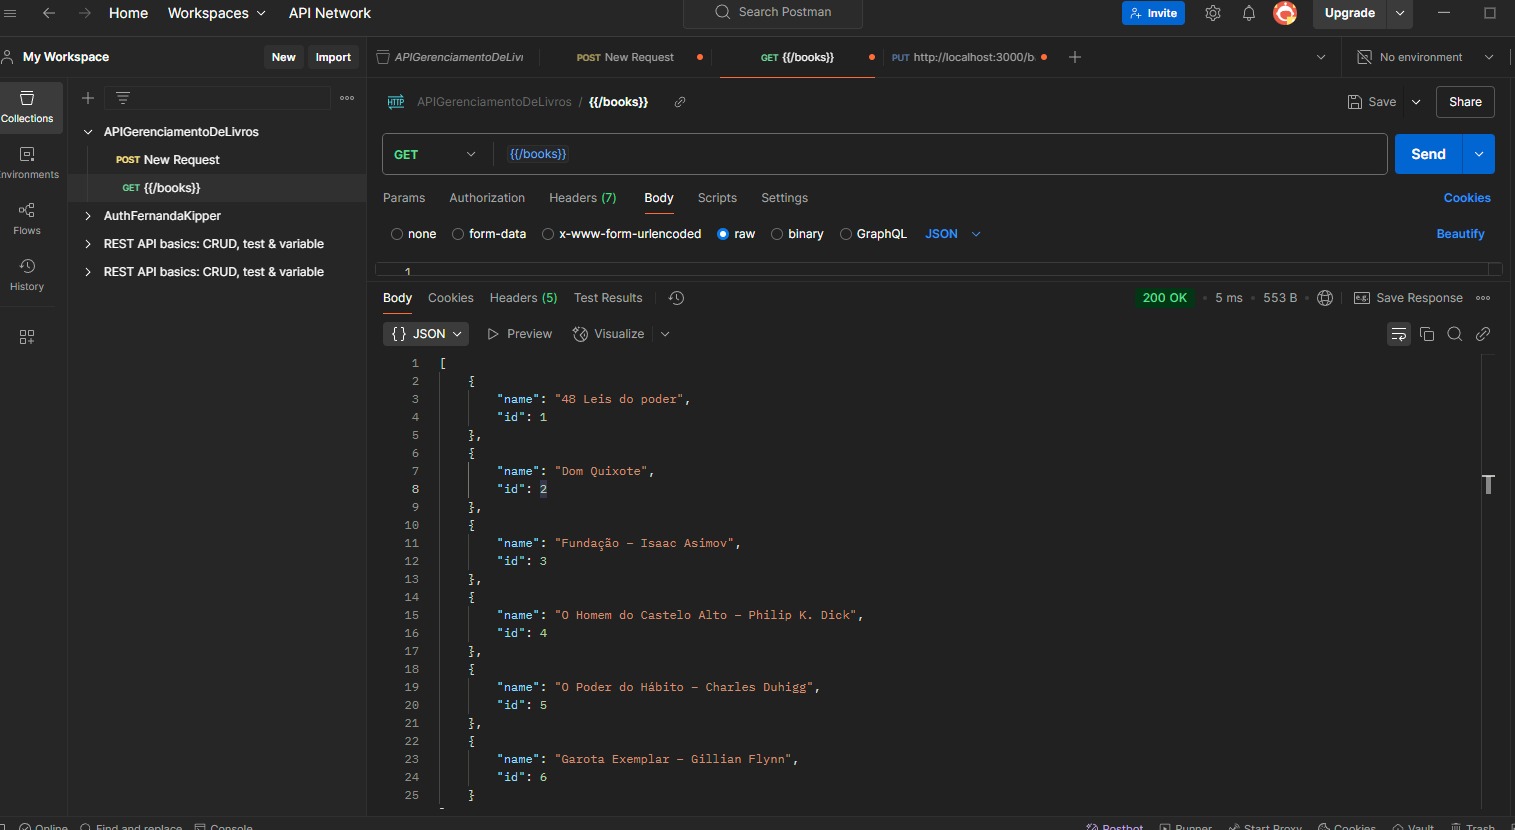 Home Workspaces API Network Search Postman Invite Upgrade
My Workspace New Import APIGerenciamentoDeLivi POST New Request GET {{/books}} PUT http://localhost:3000/b No environment
Collections
APIGerenciamentoDeLivros / {{/books}} Save Share
APIGerenciamentoDeLivros
POST New Request
GET {{/books}} Send
nvironments
GET {{/books}}
Params Authorization Headers (7) Body Scripts Settings Cookies
AuthFernandaKipper
Flows
none form-data x-www-form-urlencoded raw binary GraphQL JSON Beautify
REST API basics: CRUD, test & variable
REST API basics: CRUD, test & variable
1
History
Body Cookies Headers (5) Test Results 200 OK 5 ms 553 B e.g. Save Response
{} JSON Preview Visualize
1 [
2 {
3 "name": "48 Leis do poder",
4 "id": 1
5 },
6 {
7 "name": "Dom Quixote",
8 "id": 2
9 },
10 {
11 "name": "Fundação – Isaac Asimov",
12 "id": 3
13 },
14 {
15 "name": "O Homem do Castelo Alto – Philip K. Dick",
16 "id": 4
17 },
18 {
19 "name": "O Poder do Hábito – Charles Duhigg",
20 "id": 5
21 },
22 {
23 "name": "Garota Exemplar – Gillian Flynn",
24 "id": 6
25 }
Online Find and replace Console Postbot Runner Start Proxy Cookies Vault Trash